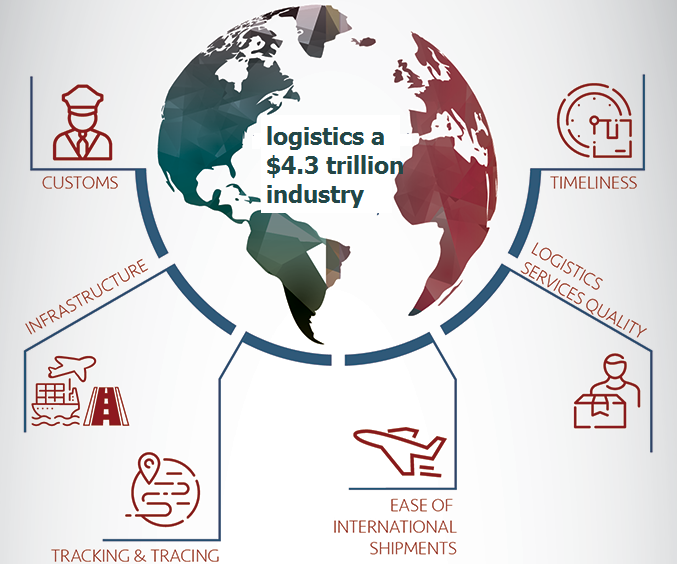 logistics a
$4.3 trillion
industry
CUSTOMS
TIMELINESS
INFRASTRUCTURE
LOGISTICS
SERVICES QUALITY
EASE OF
INTERNATIONAL
SHIPMENTS
TRACKING & TRACING